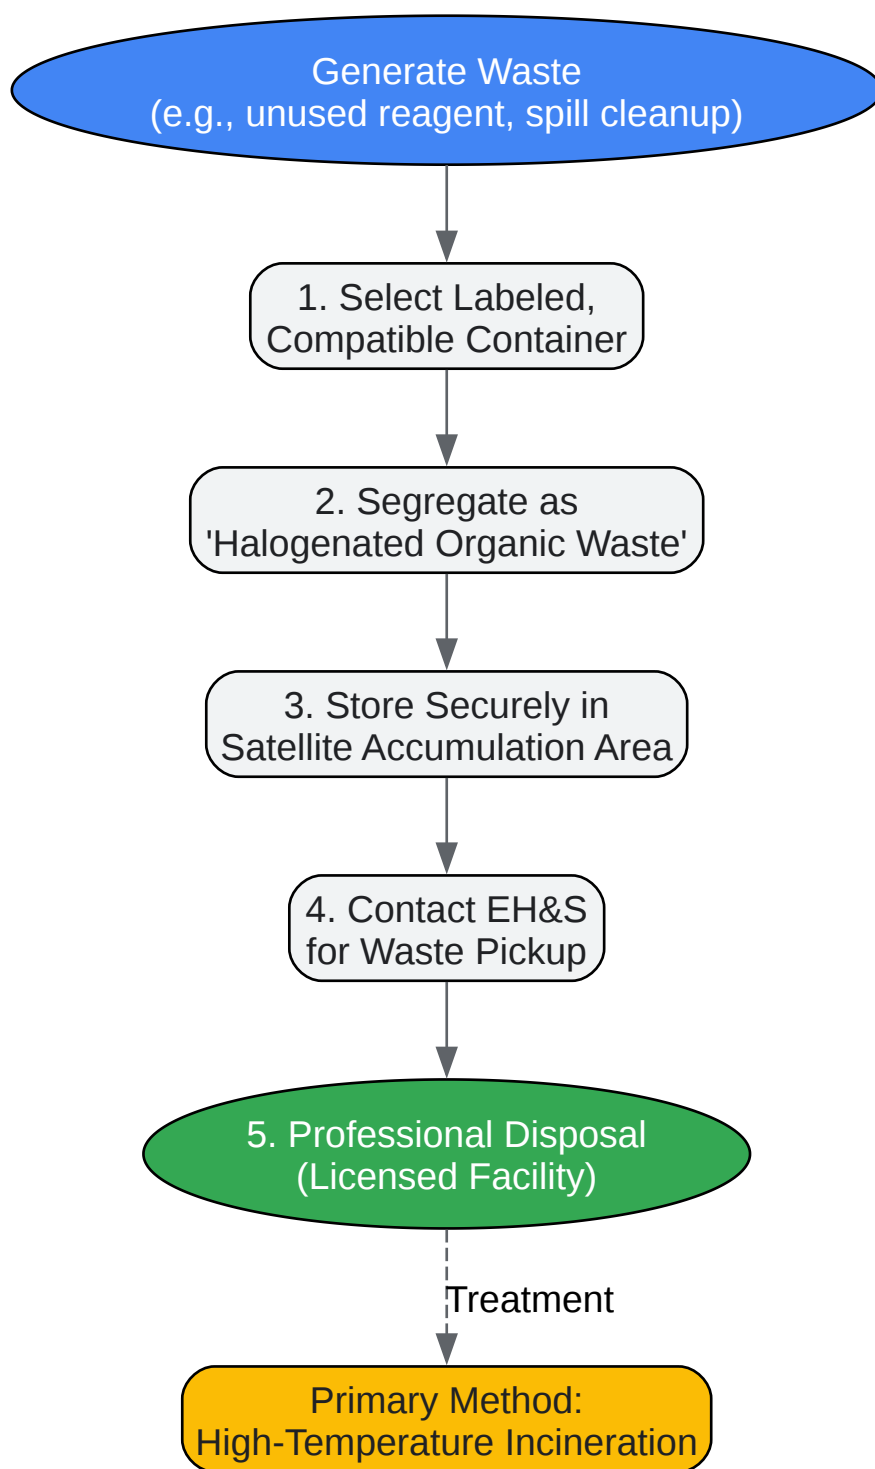 Generate Waste
(e.g., unused reagent, spill cleanup)
1. Select Labeled,
Compatible Container
2. Segregate as
'Halogenated Organic Waste'
3. Store Securely in
Satellite Accumulation Area
4. Contact EH&S
for Waste Pickup
5. Professional Disposal
(Licensed Facility)
Treatment
Primary Method:
High-Temperature Incineration